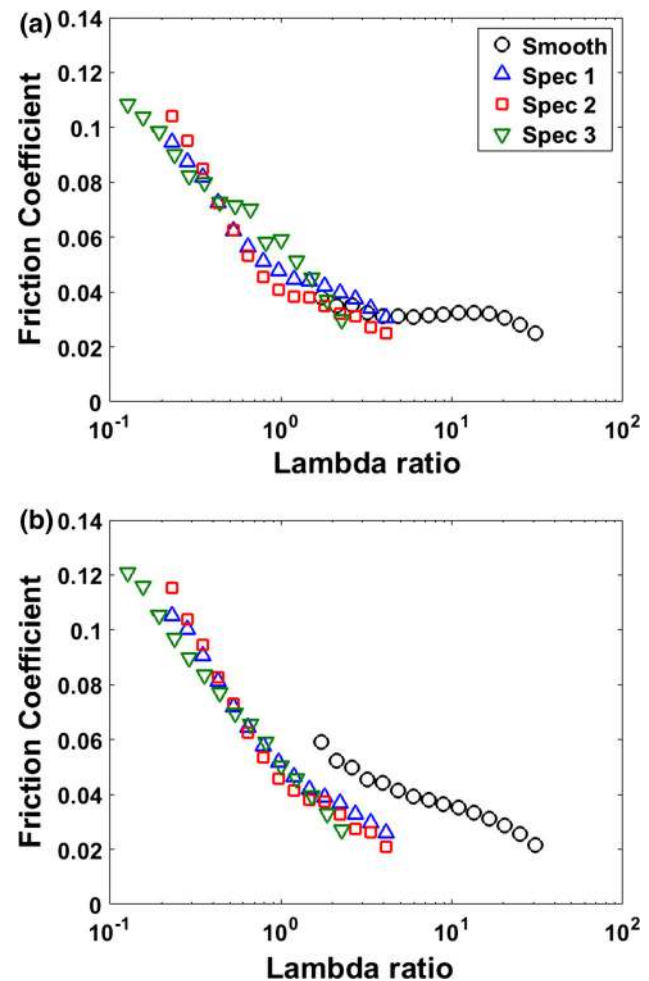 (a)
0.14
0.12
0.1
0.08
0.06
0.04
0.02
0
Friction Coefficient
Smooth
Spec 1
Spec 2
Spec 3
10^-1 10^0 10^1 10^2
Lambda ratio
(b)
0.14
0.12
0.1
0.08
0.06
0.04
0.02
0
Friction Coefficient
10^-1 10^0 10^1 10^2
Lambda ratio